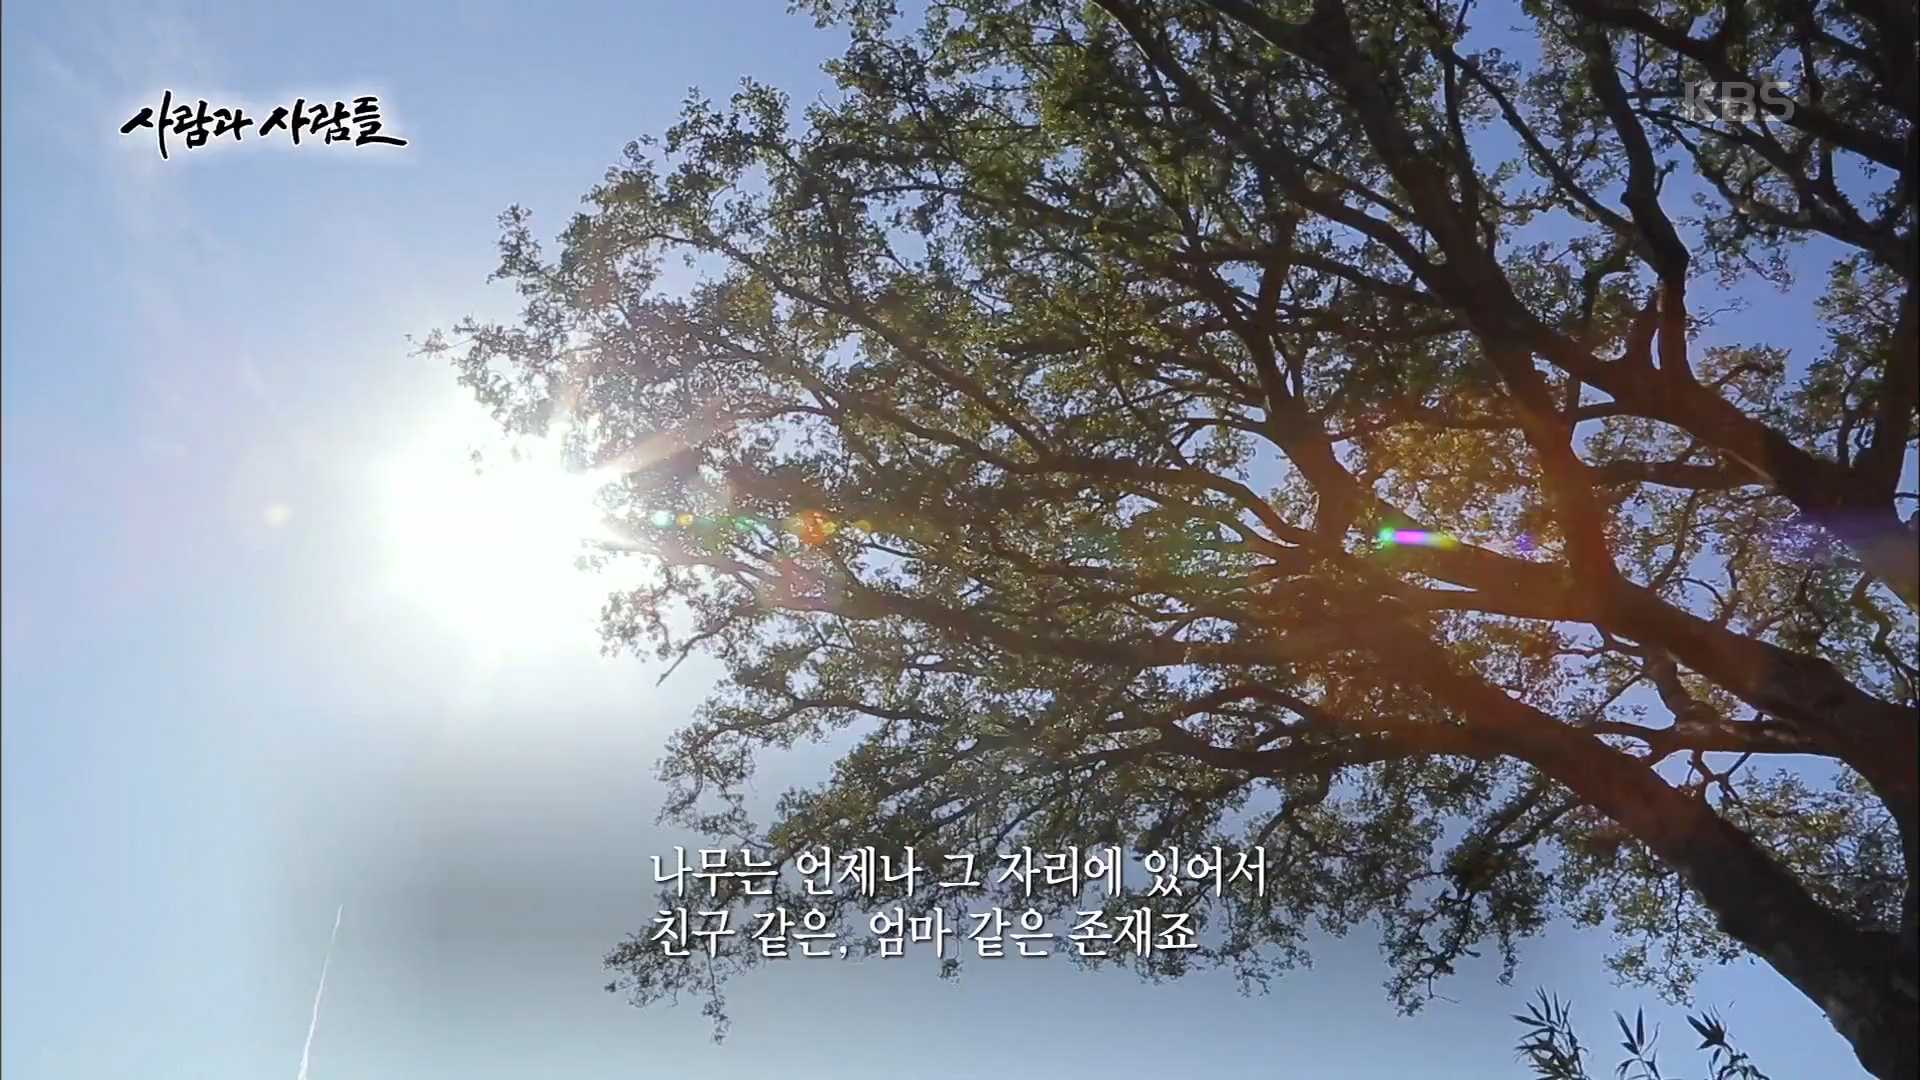 사람과 사람들
KBS
나무는 언제나 그 자리에 있어서
친구 같은, 엄마 같은 존재죠